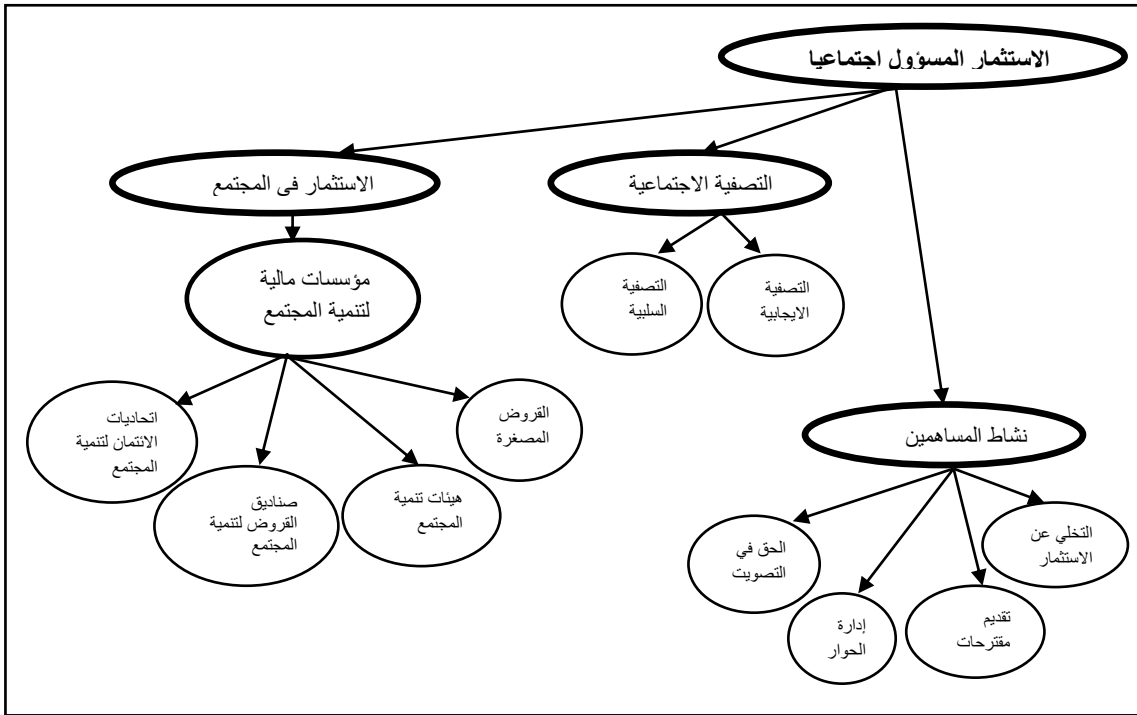 الاستثمار المسؤول اجتماعيا
التصفية الاجتماعية
الاستثمار فى المجتمع
التصفية
الايجابية
التصفية
السلبية
مؤسسات مالية
لتنمية المجتمع
نشاط المساهمين
القروض
المصغرة
هيئات تنمية
المجتمع
صناديق
القروض لتنمية
المجتمع
اتحاديات
الائتمان لتنمية
المجتمع
التخلي عن
الاستثمار
تقديم
مقترحات
إدارة
الحوار
الحق في
التصويت